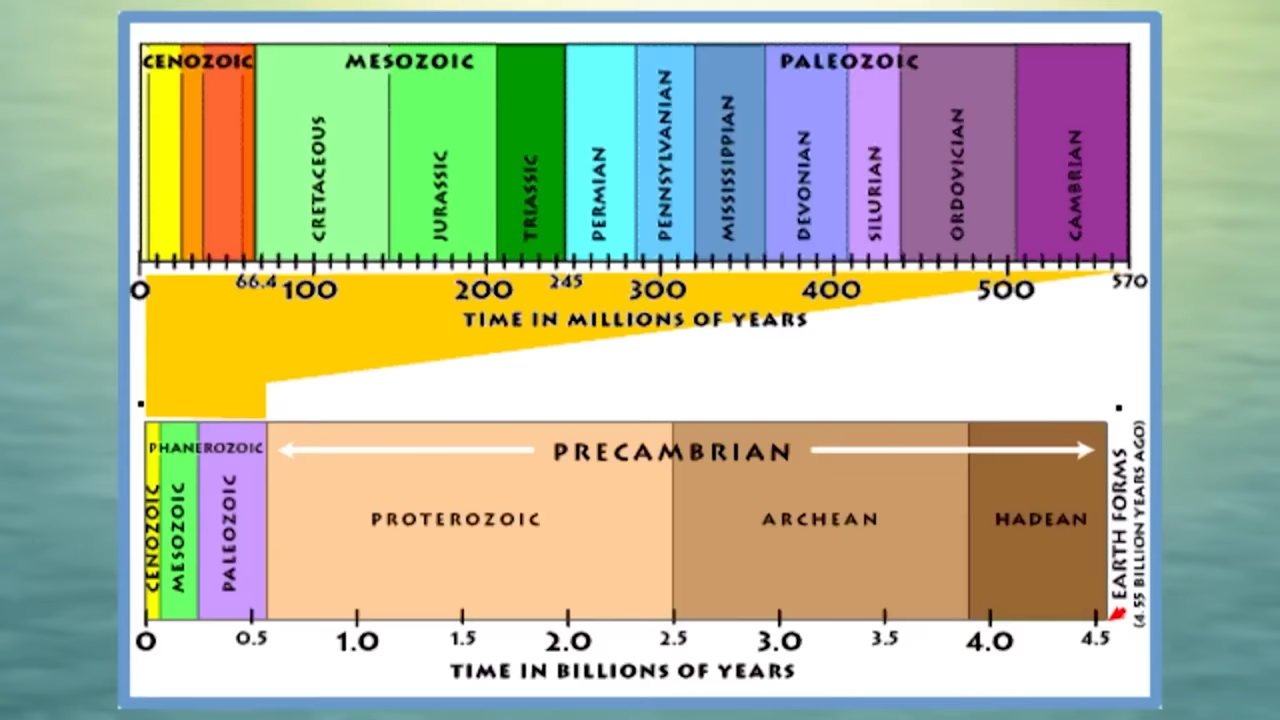 CENOZOIC
MESOZOIC
PALEOZOIC
CRETACEOUS
JURASSIC
TRIASSIC
PERMIAN
PENNSYLVANIAN
MISSISSIPPIAN
DEVONIAN
SILURIAN
ORDOVICIAN
CAMBRIAN
0 66.4 100 200 245 300 400 500 570
TIME IN MILLIONS OF YEARS
PHANEROZOIC
PRECAMBRIAN
CENOZOIC
MESOZOIC
PALEOZOIC
PROTEROZOIC
ARCHEAN
HADEAN
EARTH FORMS
(4.55 BILLION YEARS AGO)
0 0.5 1.0 1.5 2.0 2.5 3.0 3.5 4.0 4.5
TIME IN BILLIONS OF YEARS